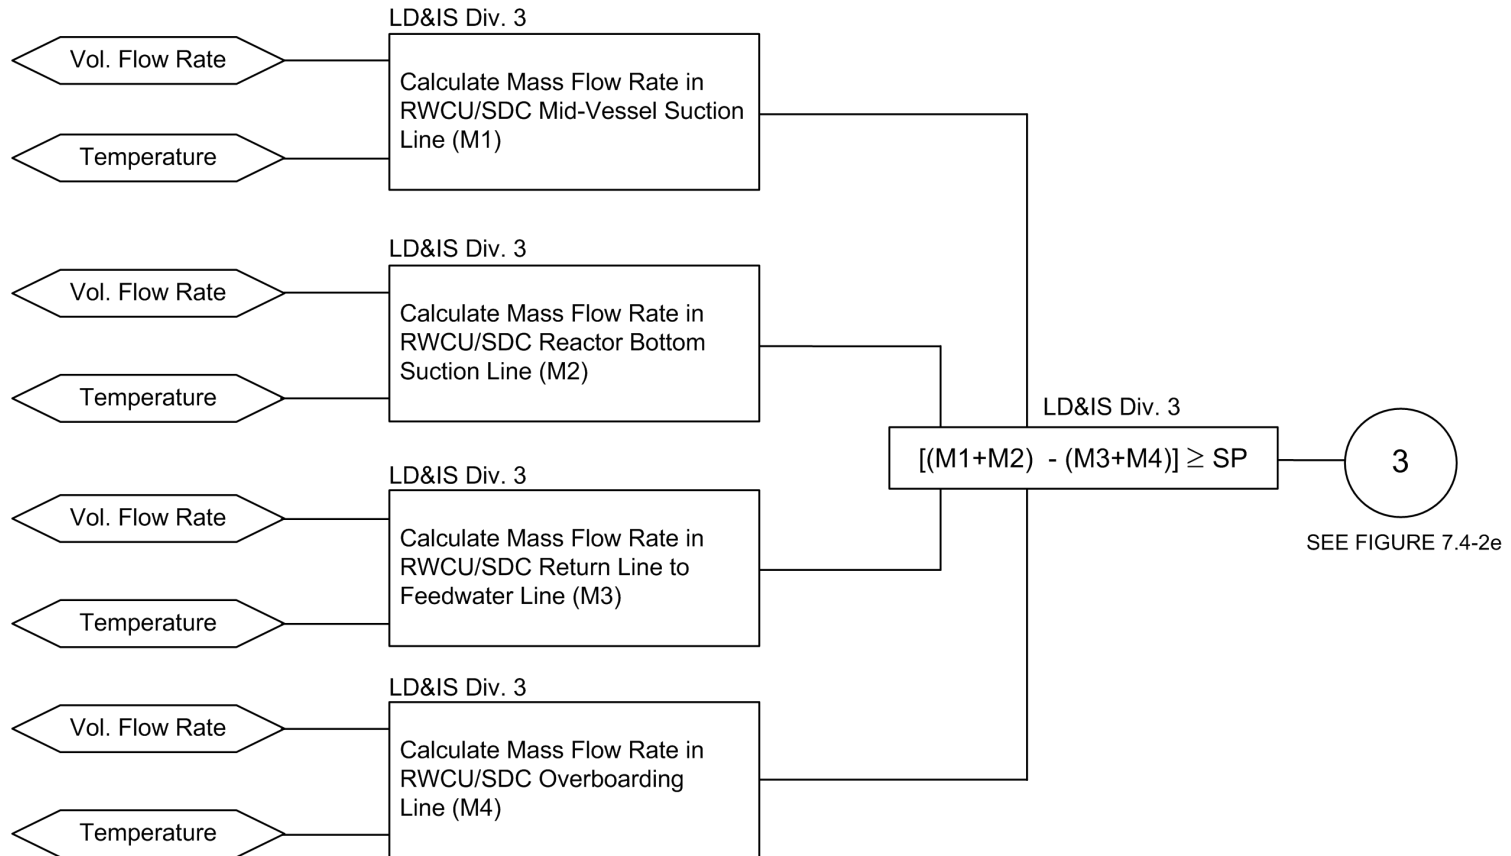 LD&IS Div. 3
Vol. Flow Rate
Temperature
Calculate Mass Flow Rate in
RWCU/SDC Mid-Vessel Suction
Line (M1)
LD&IS Div. 3
Vol. Flow Rate
Temperature
Calculate Mass Flow Rate in
RWCU/SDC Reactor Bottom
Suction Line (M2)
LD&IS Div. 3
Vol. Flow Rate
Temperature
Calculate Mass Flow Rate in
RWCU/SDC Return Line to
Feedwater Line (M3)
LD&IS Div. 3
Vol. Flow Rate
Temperature
Calculate Mass Flow Rate in
RWCU/SDC Overboarding
Line (M4)
LD&IS Div. 3
[(M1+M2) - (M3+M4)] ≥ SP
3
SEE FIGURE 7.4-2e